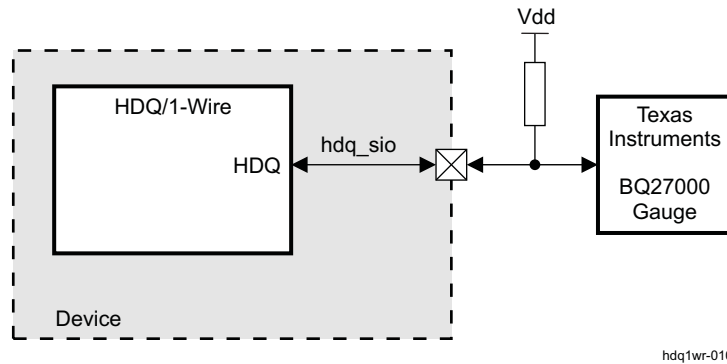 Vdd
HDQ/1-Wire
hdq_sio
HDQ
Texas
Instruments
BQ27000
Gauge
Device